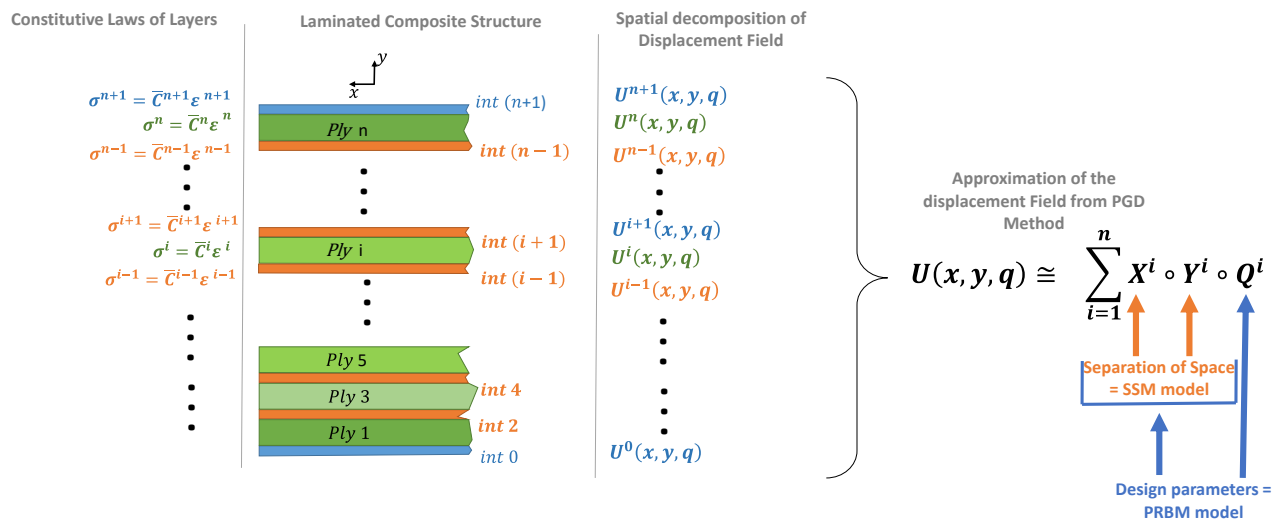 Constitutive Laws of Layers
σⁿ⁺¹ = C̅ⁿ⁺¹εⁿ⁺¹
σⁿ = C̅ⁿεⁿ
σⁿ⁻¹ = C̅ⁿ⁻¹εⁿ⁻¹
σⁱ⁺¹ = C̅ⁱ⁺¹εⁱ⁺¹
σⁱ = C̅ⁱεⁱ
σⁱ⁻¹ = C̅ⁱ⁻¹εⁱ⁻¹
Laminated Composite Structure
y
x
int (n+1)
Ply n
int (n − 1)
int (i + 1)
Ply i
int (i − 1)
Ply 5
int 4
Ply 3
int 2
Ply 1
int 0
Spatial decomposition of
Displacement Field
Uⁿ⁺¹(x, y, q)
Uⁿ(x, y, q)
Uⁿ⁻¹(x, y, q)
Uⁱ⁺¹(x, y, q)
Uⁱ(x, y, q)
Uⁱ⁻¹(x, y, q)
U⁰(x, y, q)
Approximation of the
displacement Field from PGD
Method
n
U(x, y, q) ≅ ∑ Xⁱ ∘ Yⁱ ∘ Qⁱ
i=1
Separation of Space
= SSM model
Design parameters =
PRBM model